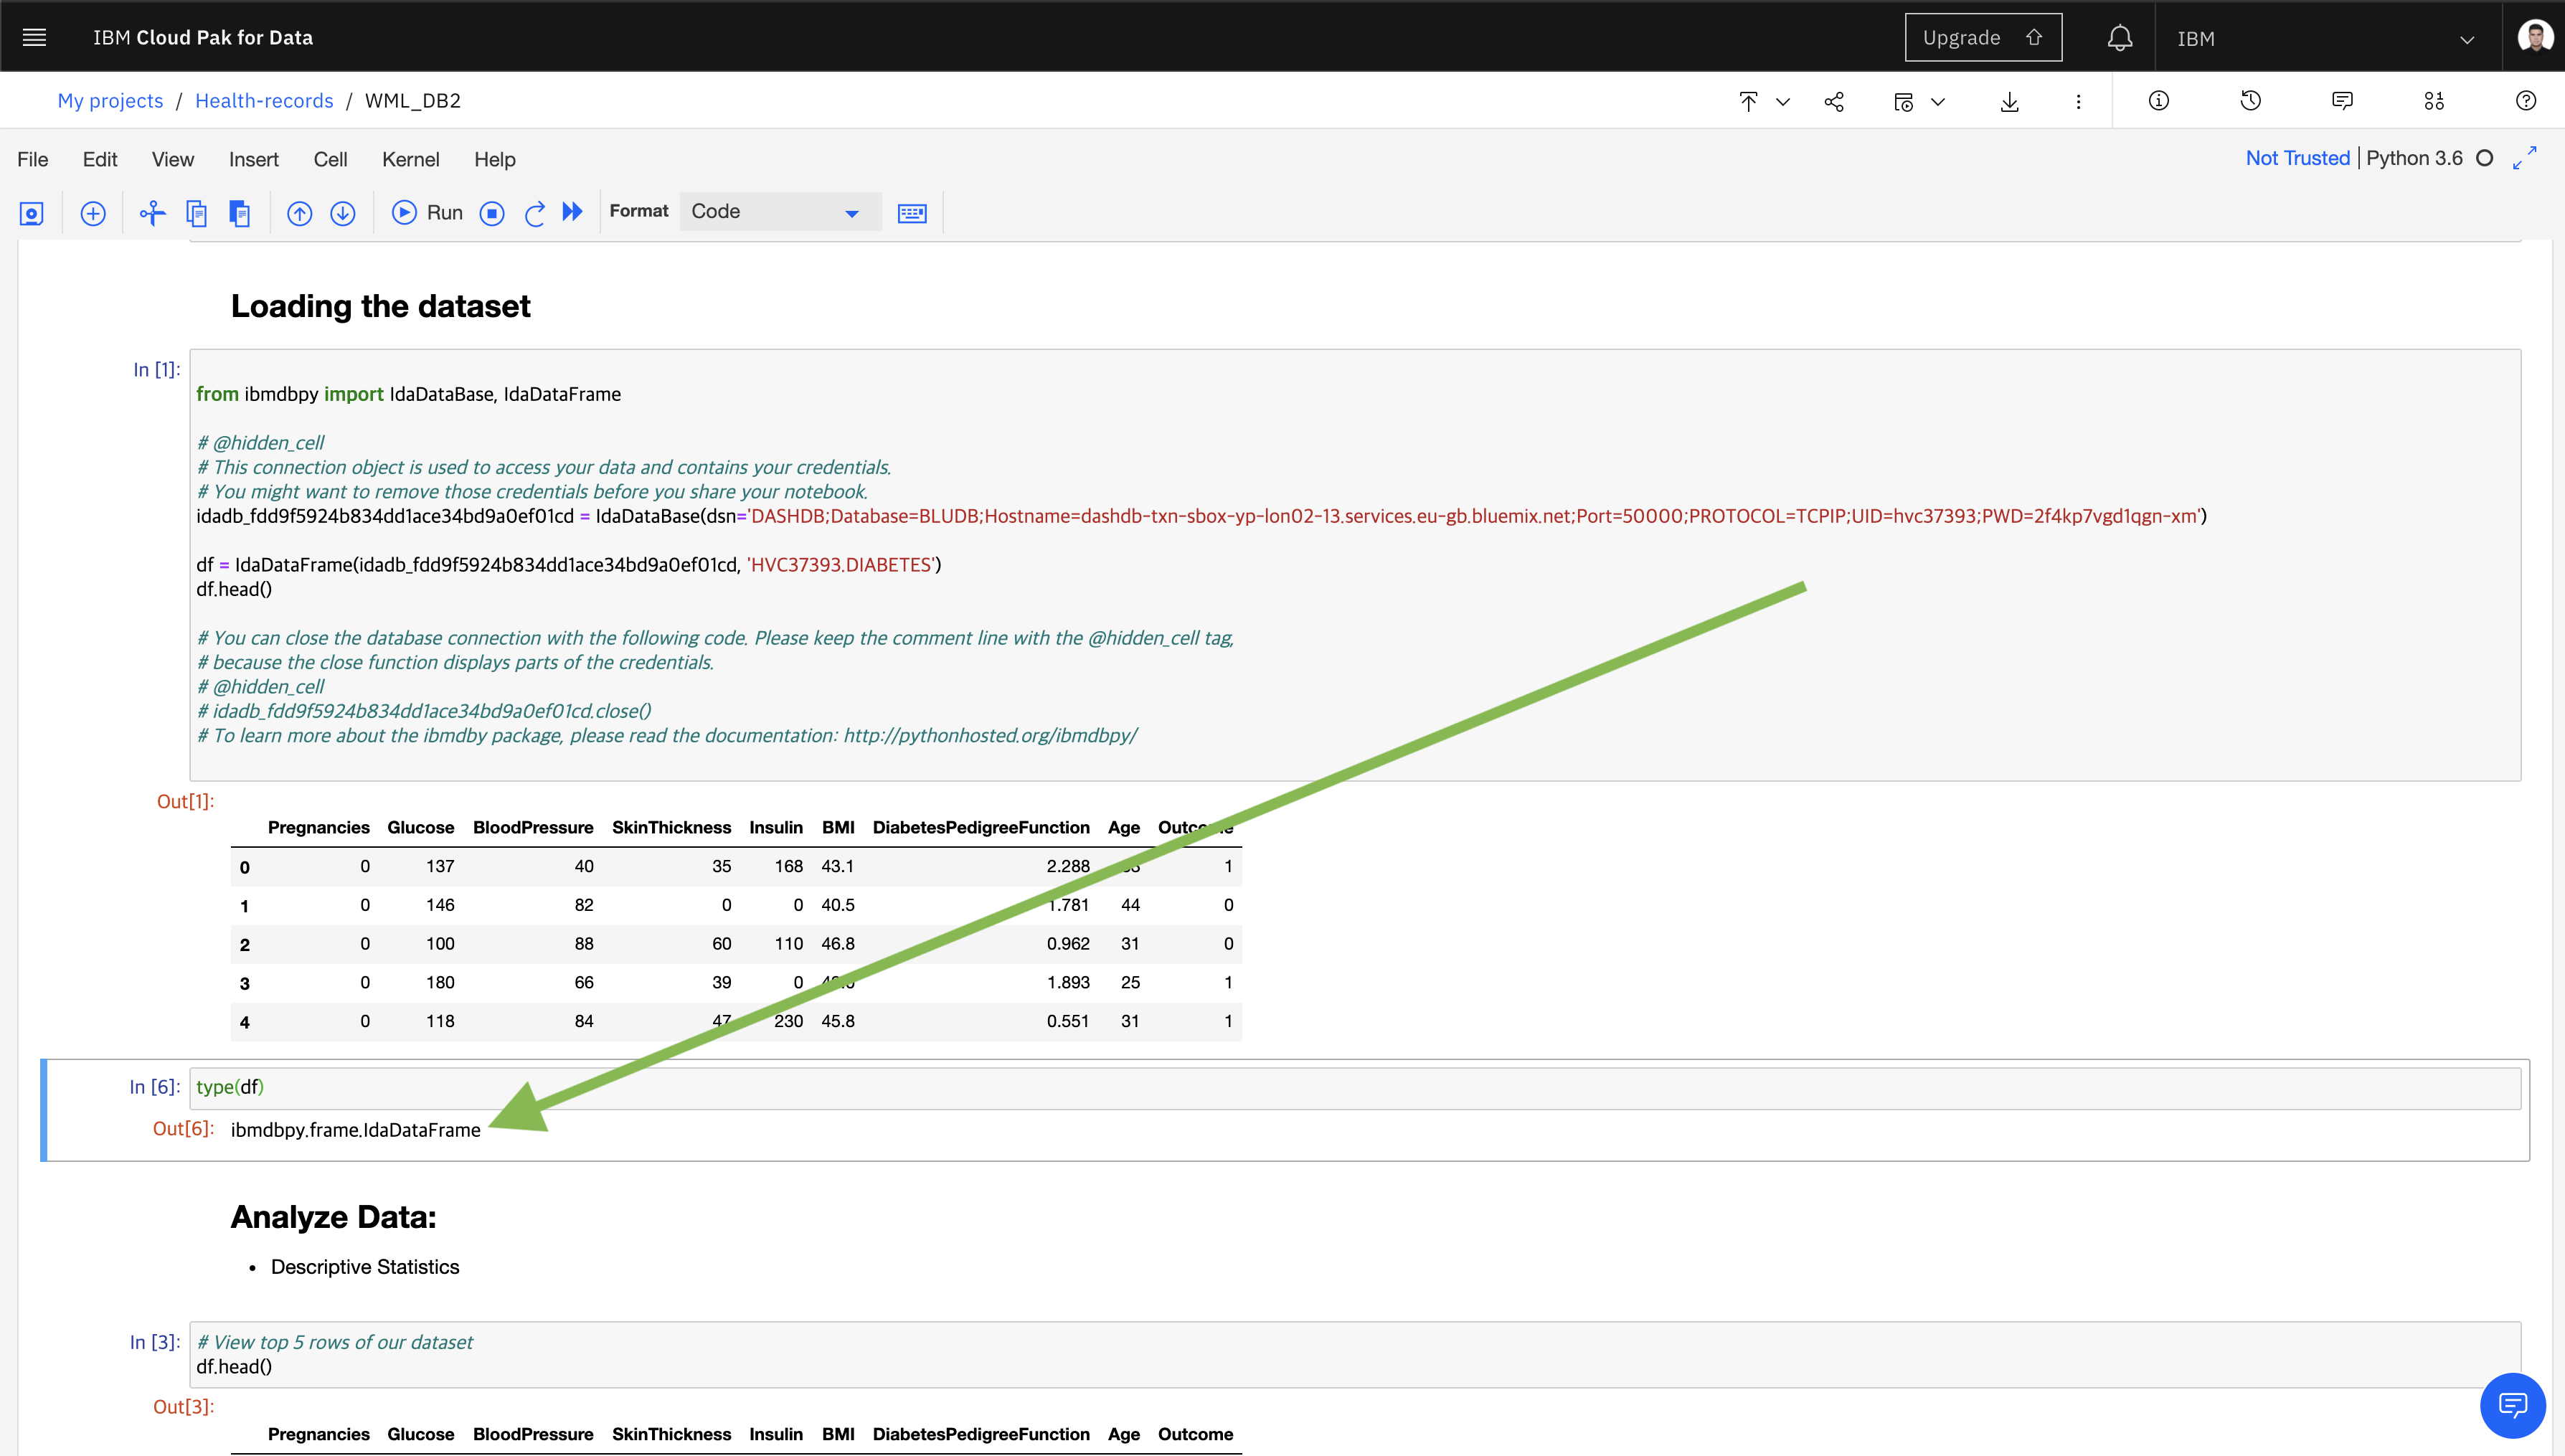 IBM Cloud Pak for Data
Upgrade
IBM
My projects / Health-records / WML_DB2
File Edit View Insert Cell Kernel Help
Not Trusted | Python 3.6
Run
Format Code
Loading the dataset
In [1]:
from ibmdbpy import IdaDataBase, IdaDataFrame
# @hidden_cell
# This connection object is used to access your data and contains your credentials.
# You might want to remove those credentials before you share your notebook.
idadb_fdd9f5924b834dd1ace34bd9a0ef01cd = IdaDataBase(dsn='DASHDB;Database=BLUDB;Hostname=dashdb-txn-sbox-yp-lon02-13.services.eu-gb.bluemix.net;Port=50000;PROTOCOL=TCPIP;UID=hvc37393;PWD=2f4kp7vgd1qgn-xm')
df = IdaDataFrame(idadb_fdd9f5924b834dd1ace34bd9a0ef01cd, 'HVC37393.DIABETES')
df.head()
# You can close the database connection with the following code. Please keep the comment line with the @hidden_cell tag,
# because the close function displays parts of the credentials.
# @hidden_cell
# idadb_fdd9f5924b834dd1ace34bd9a0ef01cd.close()
# To learn more about the ibmdby package, please read the documentation: http://pythonhosted.org/ibmdbpy/
Out[1]:
Pregnancies Glucose BloodPressure SkinThickness Insulin BMI DiabetesPedigreeFunction Age Outcome
0 0 137 40 35 168 43.1 2.288 1
1 0 146 82 0 0 40.5 1.781 44 0
2 0 100 88 60 110 46.8 0.962 31 0
3 0 180 66 39 0 1.893 25 1
4 0 118 84 47 230 45.8 0.551 31 1
In [6]: type(df)
Out[6]: ibmdbpy.frame.IdaDataFrame
Analyze Data:
• Descriptive Statistics
In [3]: # View top 5 rows of our dataset
df.head()
Out[3]:
Pregnancies Glucose BloodPressure SkinThickness Insulin BMI DiabetesPedigreeFunction Age Outcome